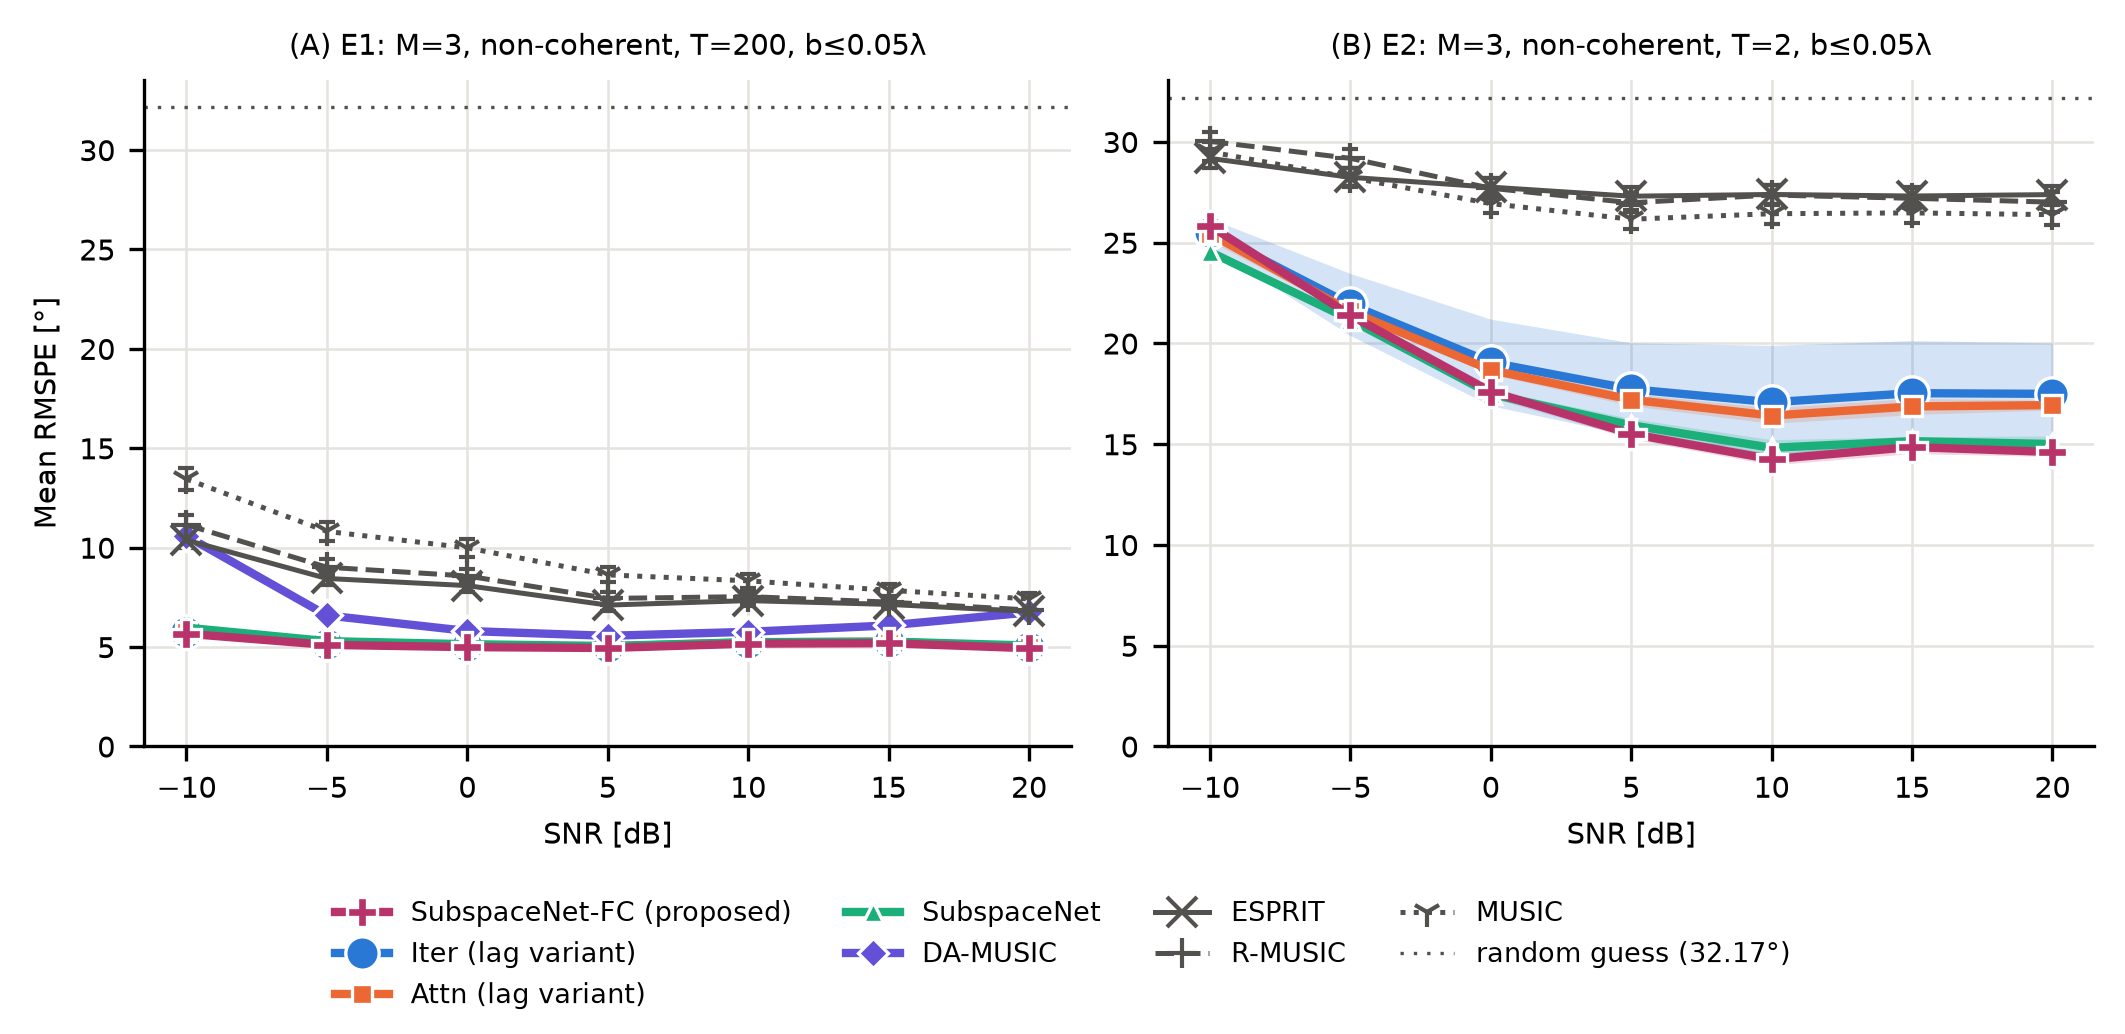 (A) E1: M=3, non-coherent, T=200, b≤0.05λ
Mean RMSPE [°]
30
25
20
15
10
5
0
−10
−5
0
5
10
15
20
SNR [dB]
(B) E2: M=3, non-coherent, T=2, b≤0.05λ
30
25
20
15
10
5
0
−10
−5
0
5
10
15
20
SNR [dB]
SubspaceNet-FC (proposed)
Iter (lag variant)
Attn (lag variant)
SubspaceNet
DA-MUSIC
ESPRIT
R-MUSIC
MUSIC
random guess (32.17°)